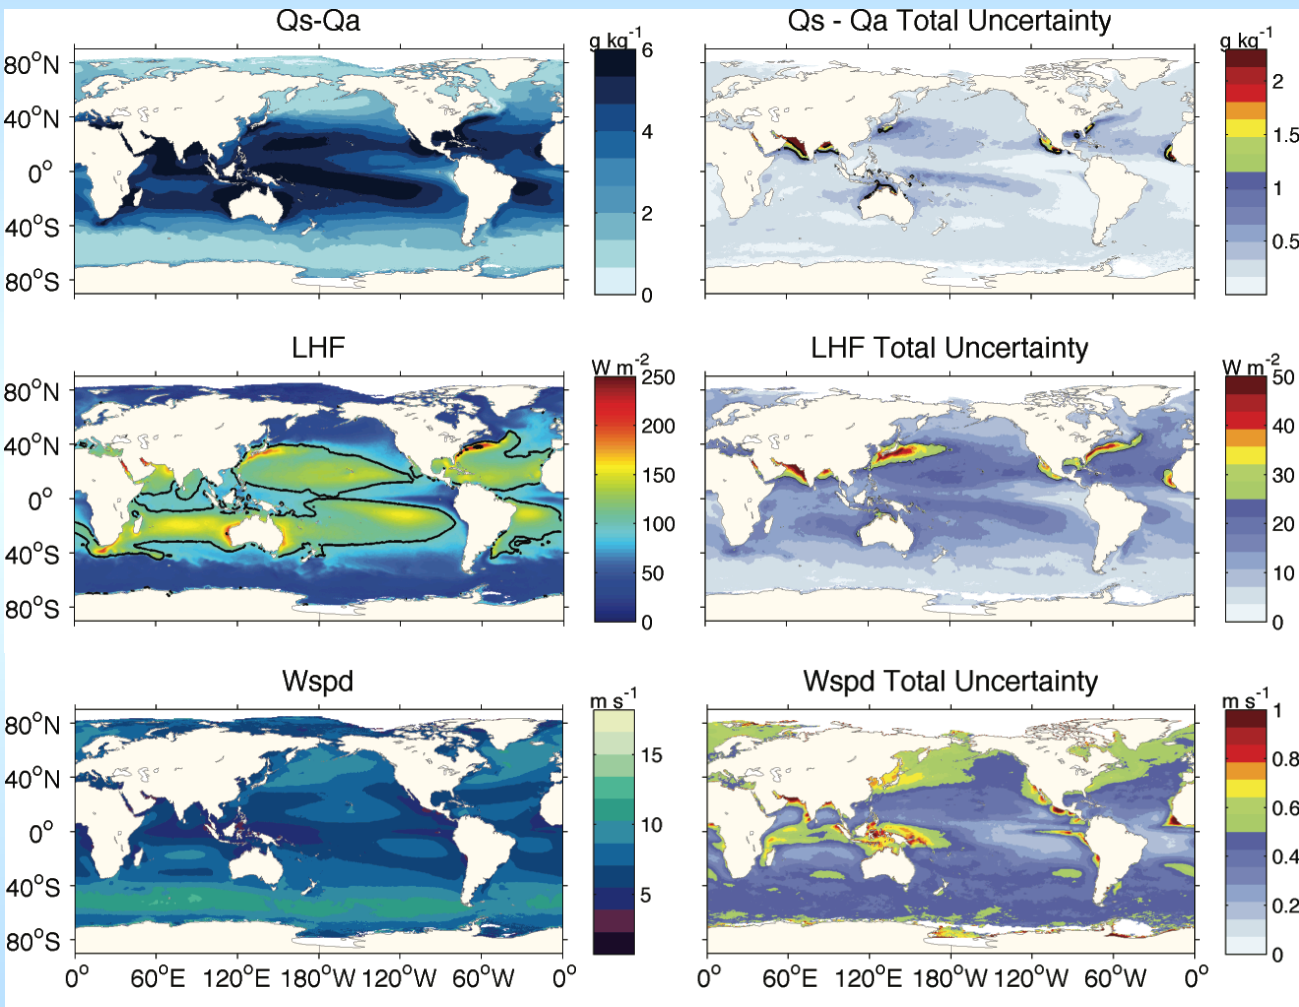 Qs-Qa
g kg⁻¹
80°N
40°N
0°
40°S
80°S
6
4
2
0
Qs - Qa Total Uncertainty
g kg⁻¹
2
1.5
1
0.5
LHF
W m⁻²
80°N
40°N
0°
40°S
80°S
250
200
150
100
50
0
LHF Total Uncertainty
W m⁻²
50
40
30
20
10
0
Wspd
m s⁻¹
80°N
40°N
0°
40°S
80°S
15
10
5
0° 60°E 120°E 180°W 120°W 60°W 0°
Wspd Total Uncertainty
m s⁻¹
1
0.8
0.6
0.4
0.2
0
0° 60°E 120°E 180°W 120°W 60°W 0°